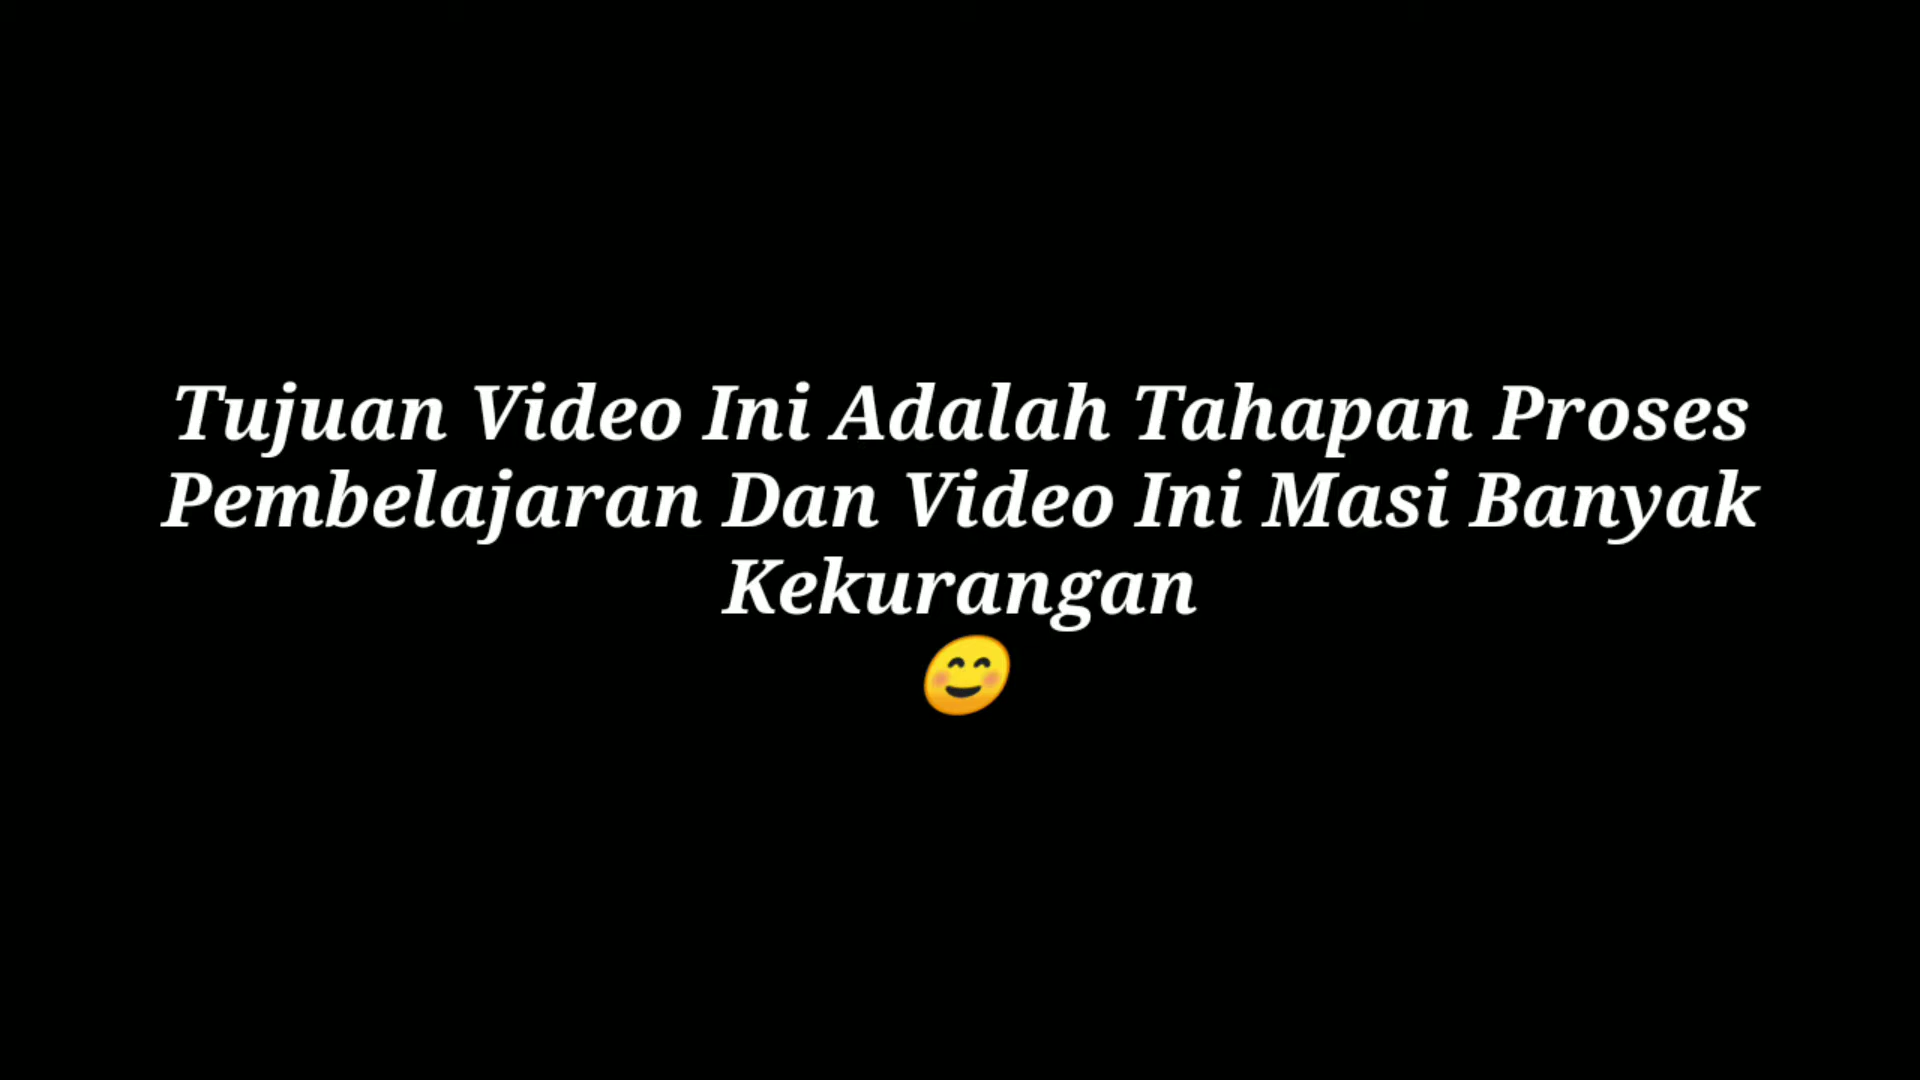 Tujuan Video Ini Adalah Tahapan Proses
Pembelajaran Dan Video Ini Masi Banyak
Kekurangan
😊